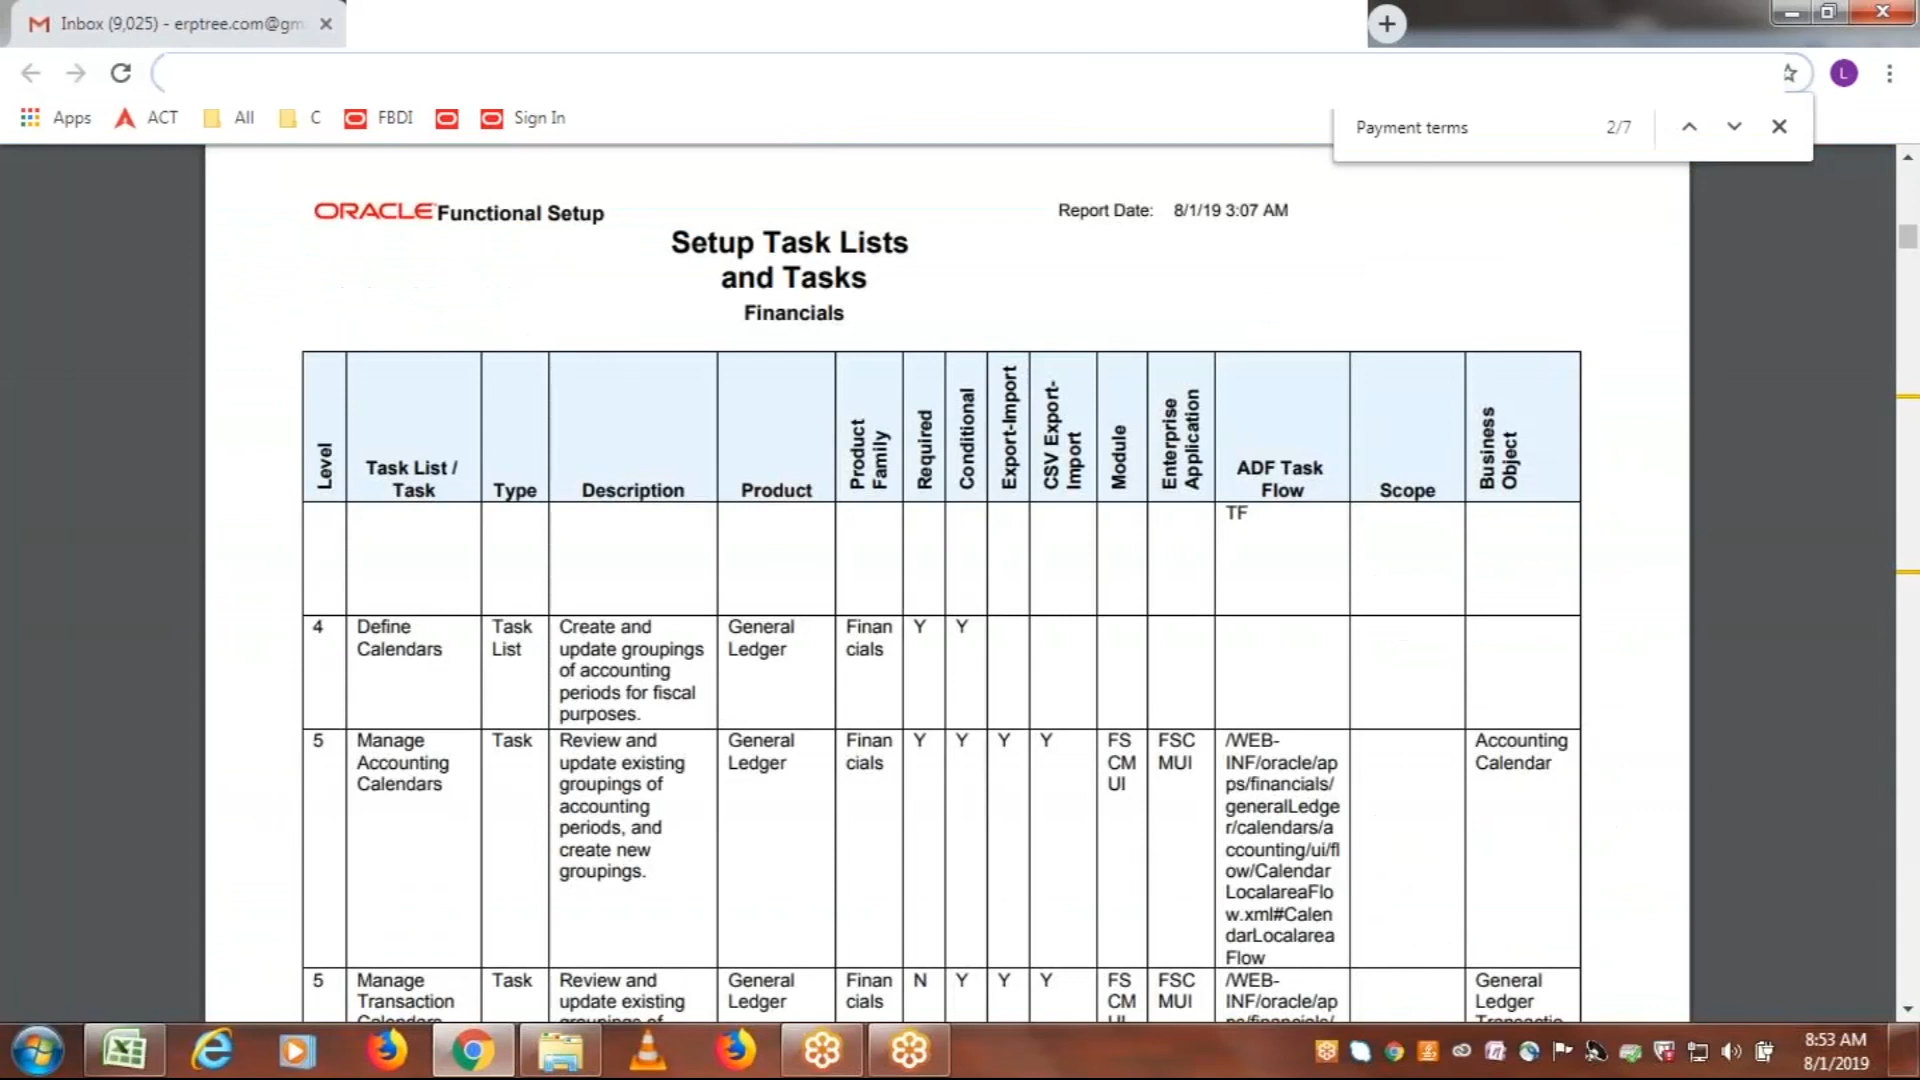 Inbox (9,025) - erptree.com@gm
L
Apps
ACT
All
C
FBDI
Sign In
Payment terms
2/7
ORACLE Functional Setup
Report Date: 8/1/19 3:07 AM
Setup Task Lists
and Tasks
Financials
Level
Task List /
Task
Type
Description
Product
Product
Family
Required
Conditional
Export-Import
CSV Export-
Import
Module
Enterprise
Application
ADF Task
Flow
Scope
Business
Object
TF
4
Define
Calendars
Task
List
Create and
update groupings
of accounting
periods for fiscal
purposes.
General
Ledger
Finan
cials
Y
Y
5
Manage
Accounting
Calendars
Task
Review and
update existing
groupings of
accounting
periods, and
create new
groupings.
General
Ledger
Finan
cials
Y
Y
Y
Y
FS
CM
UI
FSC
MUI
/WEB-
INF/oracle/ap
ps/financials/
generalLedge
r/calendars/a
ccounting/ui/fl
ow/Calendar
LocalareaFlo
w.xml#Calen
darLocalarea
Flow
Accounting
Calendar
5
Manage
Transaction
Calendars
Task
Review and
update existing
groupings of
General
Ledger
Finan
cials
N
Y
Y
Y
FS
CM
UI
FSC
MUI
/WEB-
INF/oracle/ap
ps/financials/
General
Ledger
Transactio
8:53 AM
8/1/2019